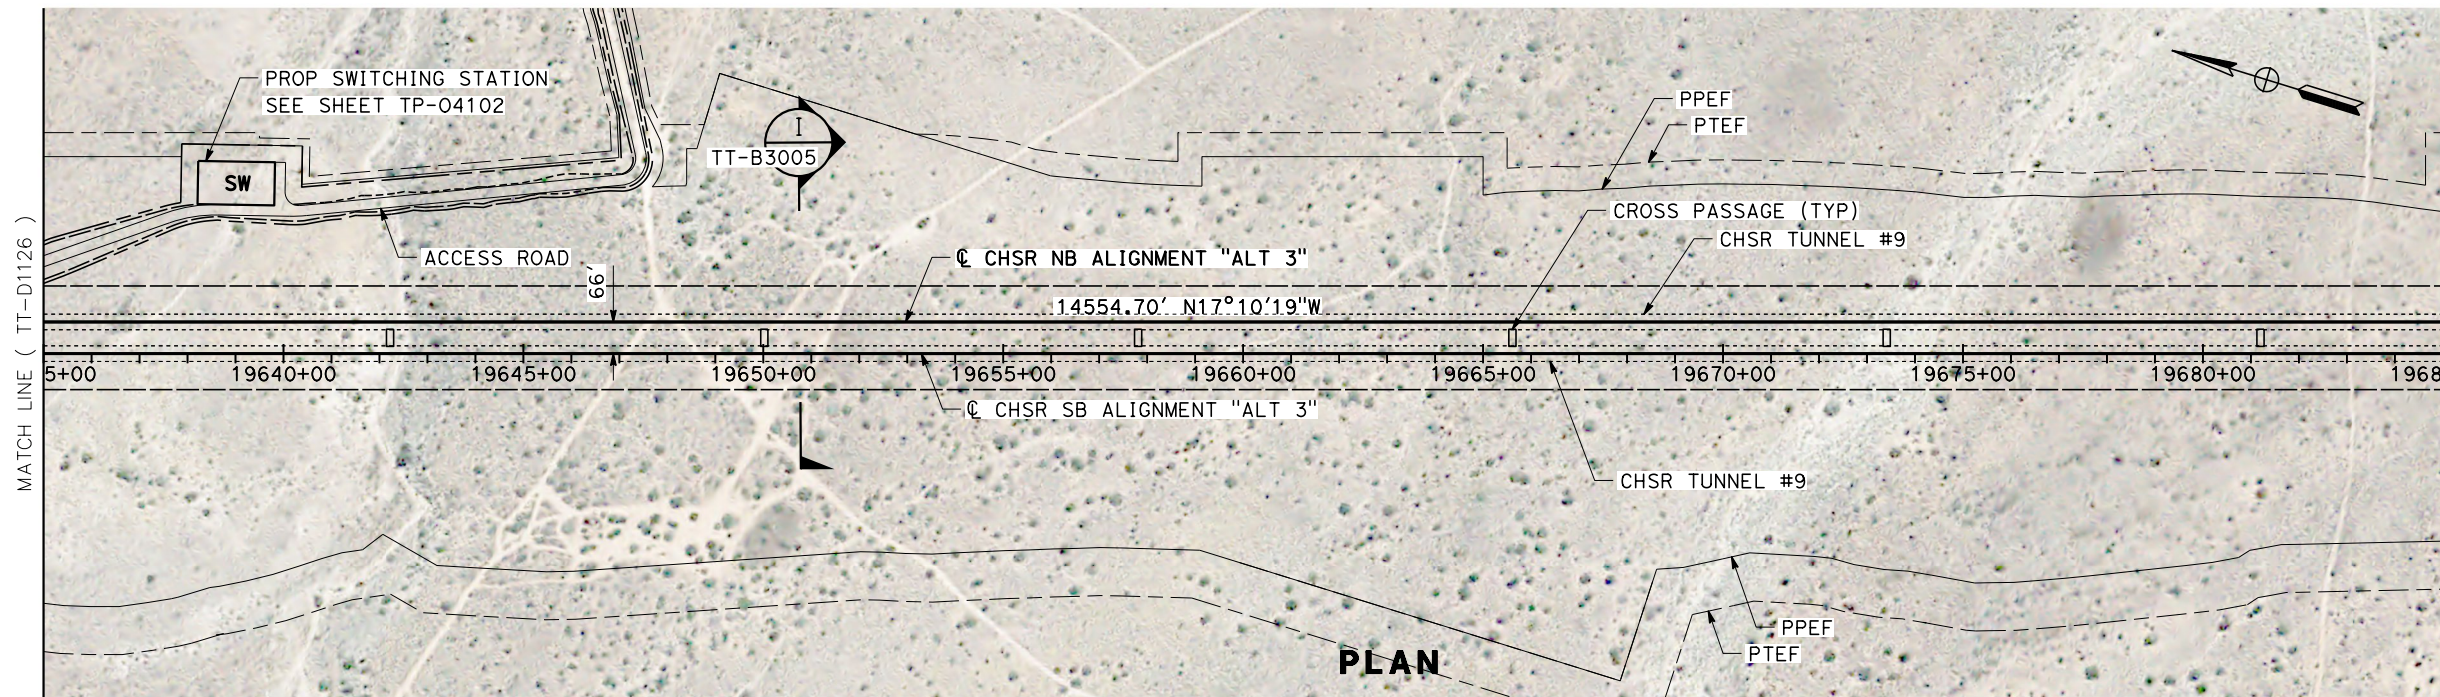 PROP SWITCHING STATION
SEE SHEET TP-04102
SW
I
TT-B3005
PPEF
PTEF
CROSS PASSAGE (TYP)
CHSR TUNNEL #9
ACCESS ROAD
66'
℄ CHSR NB ALIGNMENT "ALT 3"
14554.70' N17°10'19"W
MATCH LINE ( TT-D1126 )
5+00 19640+00 19645+00 19650+00 19655+00 19660+00 19665+00 19670+00 19675+00 19680+00 1968
℄ CHSR SB ALIGNMENT "ALT 3"
CHSR TUNNEL #9
PPEF
PTEF
PLAN